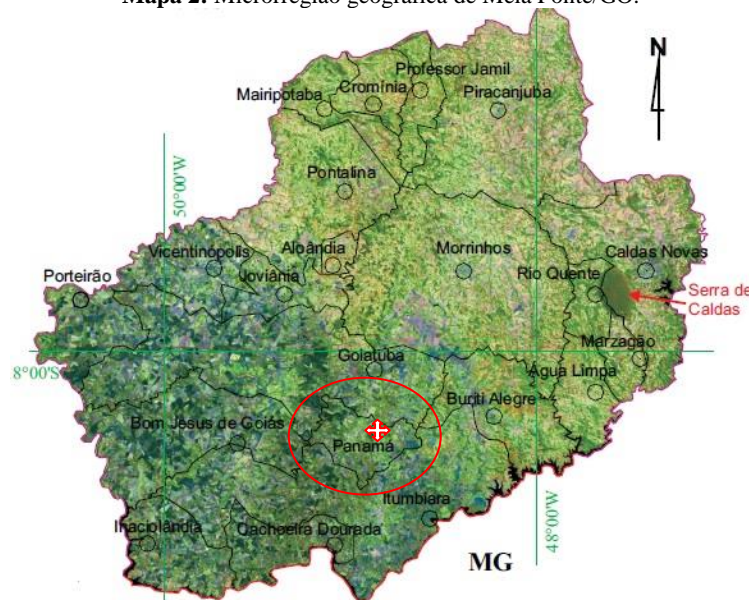 Mapa 2: Microrregião geográfica de Meia Ponte/GO.
N
Professor Jamil
Cromínia
Mairipotaba
Piracanjuba
Pontalina
50°00'W
Vicentinópolis
Aloândia
Morrinhos
Caldas Novas
Porteirão
Joviânia
Rio Quente
Serra de
Caldas
Marzagão
Goiatuba
8°00'S
Água Limpa
Buriti Alegre
Bom Jesus de Goiás
Panamá
Itumbiara
Inaciolândia
Cachoeira Dourada
48°00'W
MG